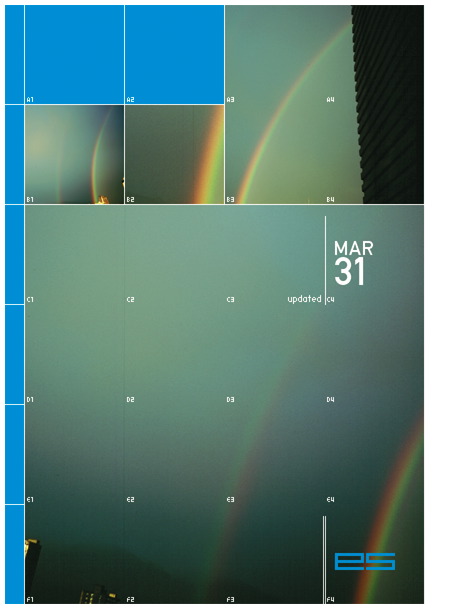 A1 A2 A3 A4
B1 B2 B3 B4
MAR
31
updated
C1 C2 C3 C4
D1 D2 D3 D4
E1 E2 E3 E4
es
F1 F2 F3 F4